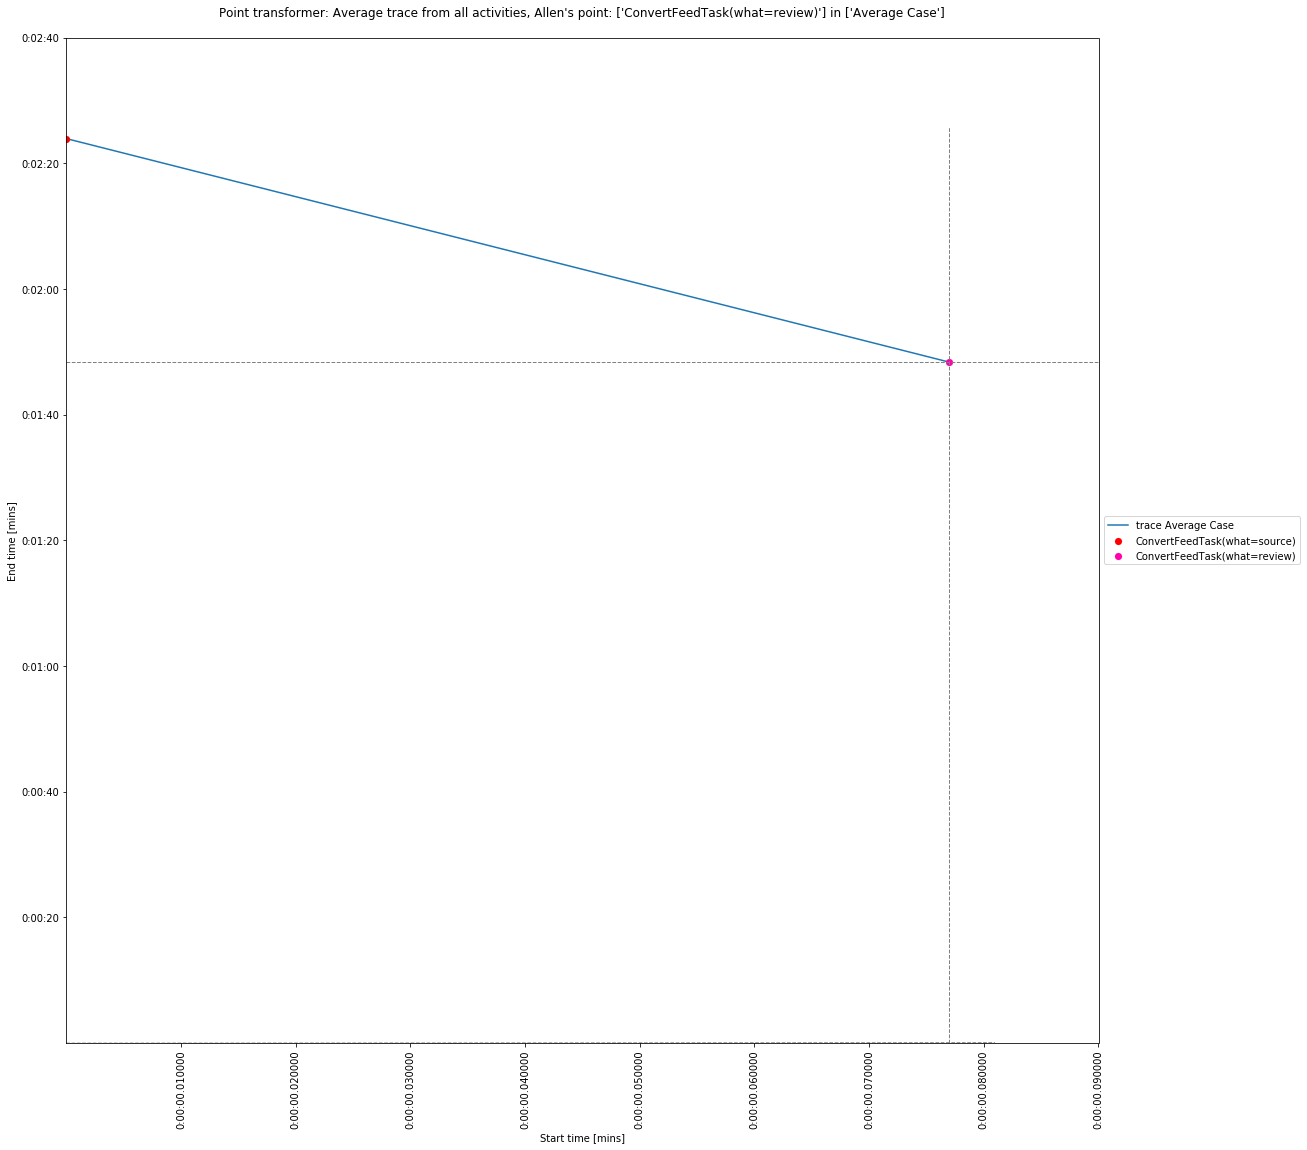 Point transformer: Average trace from all activities, Allen's point: ['ConvertFeedTask(what=review)'] in ['Average Case']
0:02:40
0:02:20
0:02:00
0:01:40
0:01:20
0:01:00
0:00:40
0:00:20
End time [mins]
trace Average Case
ConvertFeedTask(what=source)
ConvertFeedTask(what=review)
0:00:00.010000
0:00:00.020000
0:00:00.030000
0:00:00.040000
0:00:00.050000
0:00:00.060000
0:00:00.070000
0:00:00.080000
0:00:00.090000
Start time [mins]